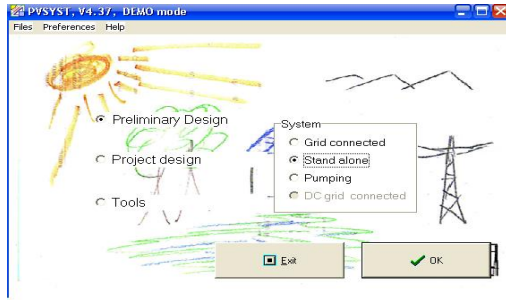 PVSYST, V4.37, DEMO mode
Files Preferences Help
Preliminary Design
Project design
Tools
System
Grid connected
Stand alone
Pumping
DC grid connected
Exit
OK